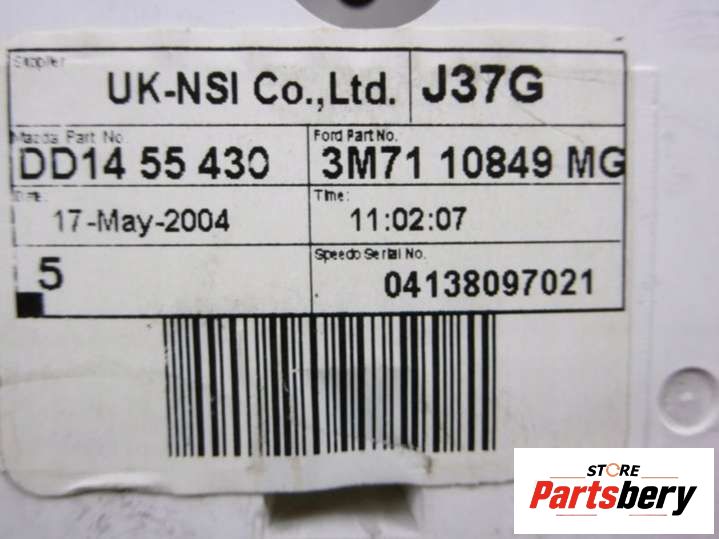 Supplier
UK-NSI Co.,Ltd. J37G
Mazda Part No Ford Part No.
DD14 55 430 3M71 10849 MG
Date: Time:
17-May-2004 11:02:07
Speedo Serial No.
5 04138097021
STORE
Partsbery